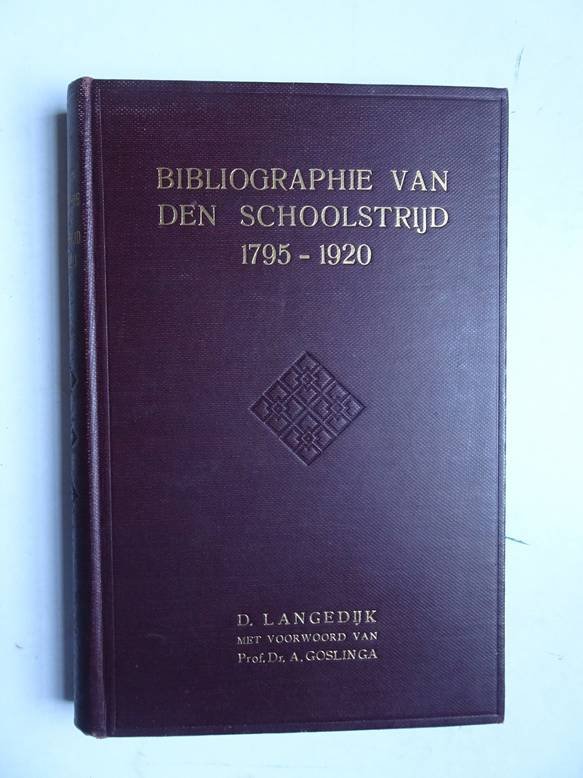 BIBLIOGRAPHIE VAN
DEN SCHOOLSTRIJD
1795 - 1920
D. LANGEDIJK
MET VOORWOORD VAN
Prof. Dr. A. GOSLINGA